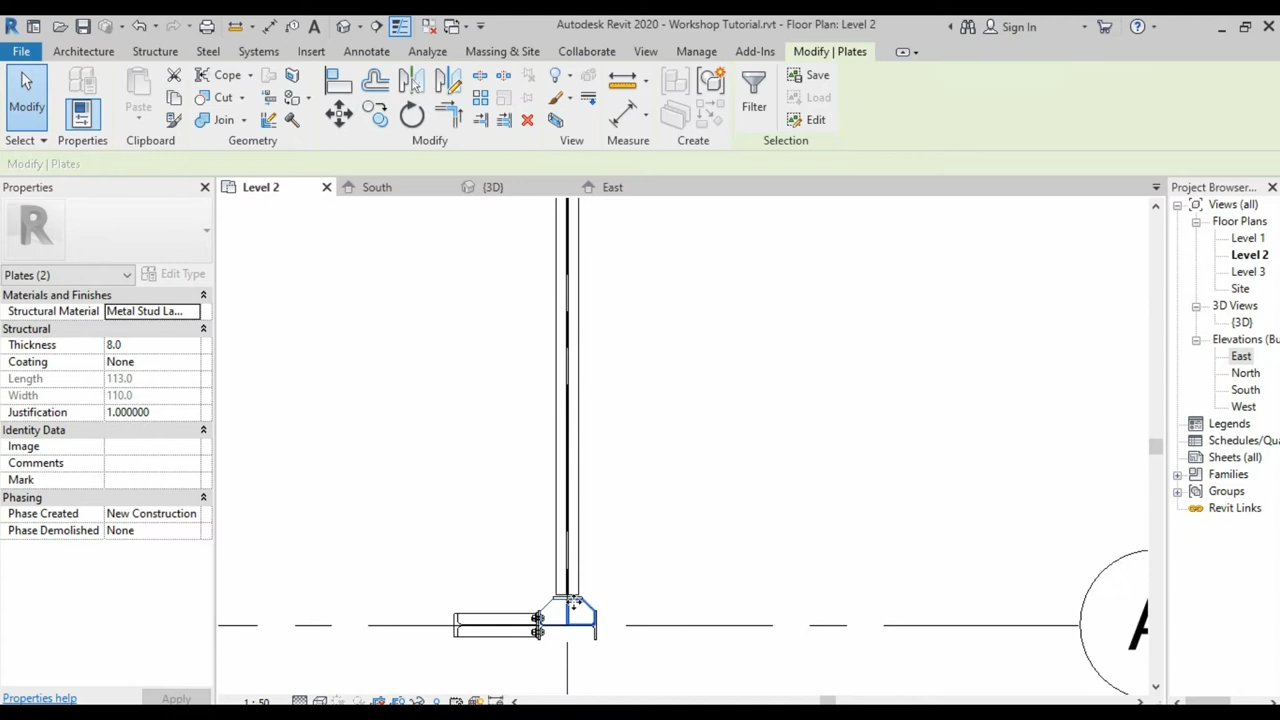 Autodesk Revit 2020 - Workshop Tutorial.rvt - Floor Plan: Level 2
Sign In
File
Architecture
Structure
Steel
Systems
Insert
Annotate
Analyze
Massing & Site
Collaborate
View
Manage
Add-Ins
Modify | Plates
Modify
Paste
Cope
Cut
Join
Filter
Save
Load
Edit
Select
Properties
Clipboard
Geometry
Modify
View
Measure
Create
Selection
Modify | Plates
Properties
Level 2
South
{3D}
East
Project Browser...
R
Plates (2)
Edit Type
Materials and Finishes
Structural Material Metal Stud La...
Structural
Thickness 8.0
Coating None
Length 113.0
Width 110.0
Justification 1.000000
Identity Data
Image
Comments
Mark
Phasing
Phase Created New Construction
Phase Demolished None
Properties help
Apply
Views (all)
Floor Plans
Level 1
Level 2
Level 3
Site
3D Views
{3D}
Elevations (Bu
East
North
South
West
Schedules/Qua
Legends
Sheets (all)
Families
Groups
Revit Links
A
1 : 50